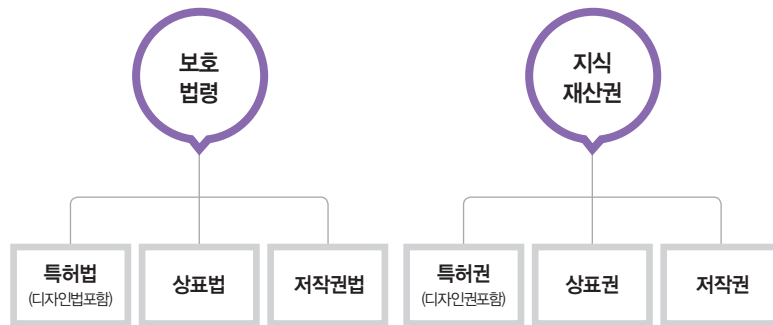 보호
법령
지식
재산권
특허법
(디자인법포함)
상표법
저작권법
특허권
(디자인권포함)
상표권
저작권